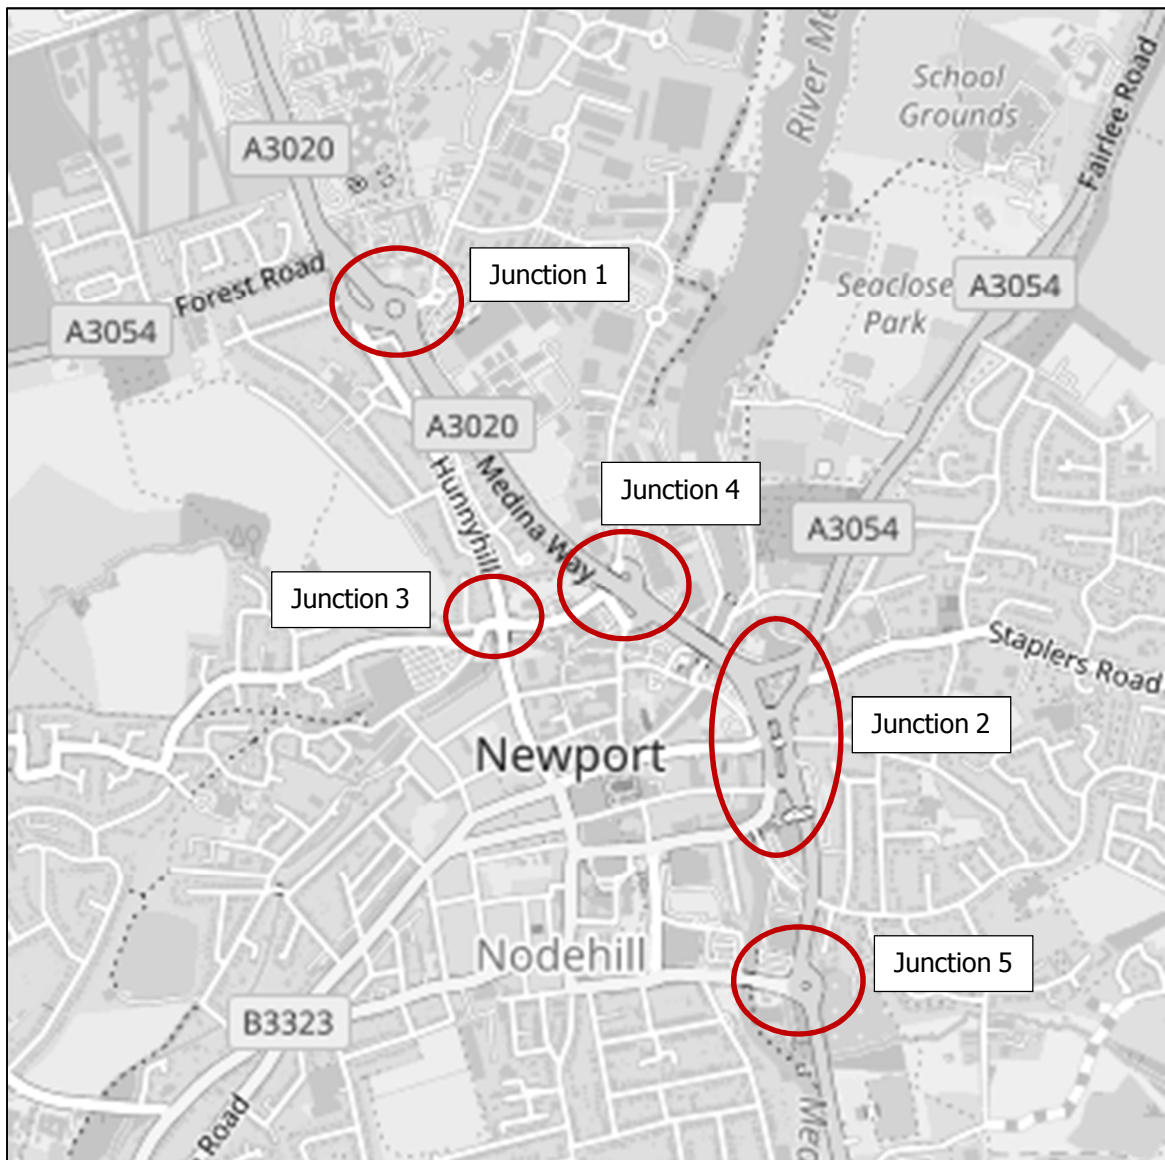 School
Grounds
River Me
Fairlee Road
A3020
Junction 1
Forest Road
Seaclose
Park
A3054
A3054
A3020
Hunnyhill
Medina Way
Junction 4
A3054
Junction 3
Staplers Road
Junction 2
Newport
Nodehill
Junction 5
B3323
Road
Med